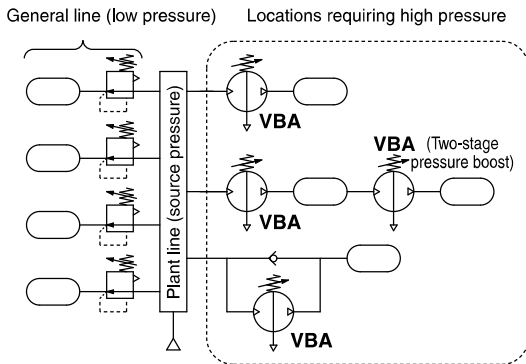 General line (low pressure)
Locations requiring high pressure
Plant line (source pressure)
VBA
VBA
VBA (Two-stage
pressure boost)
VBA